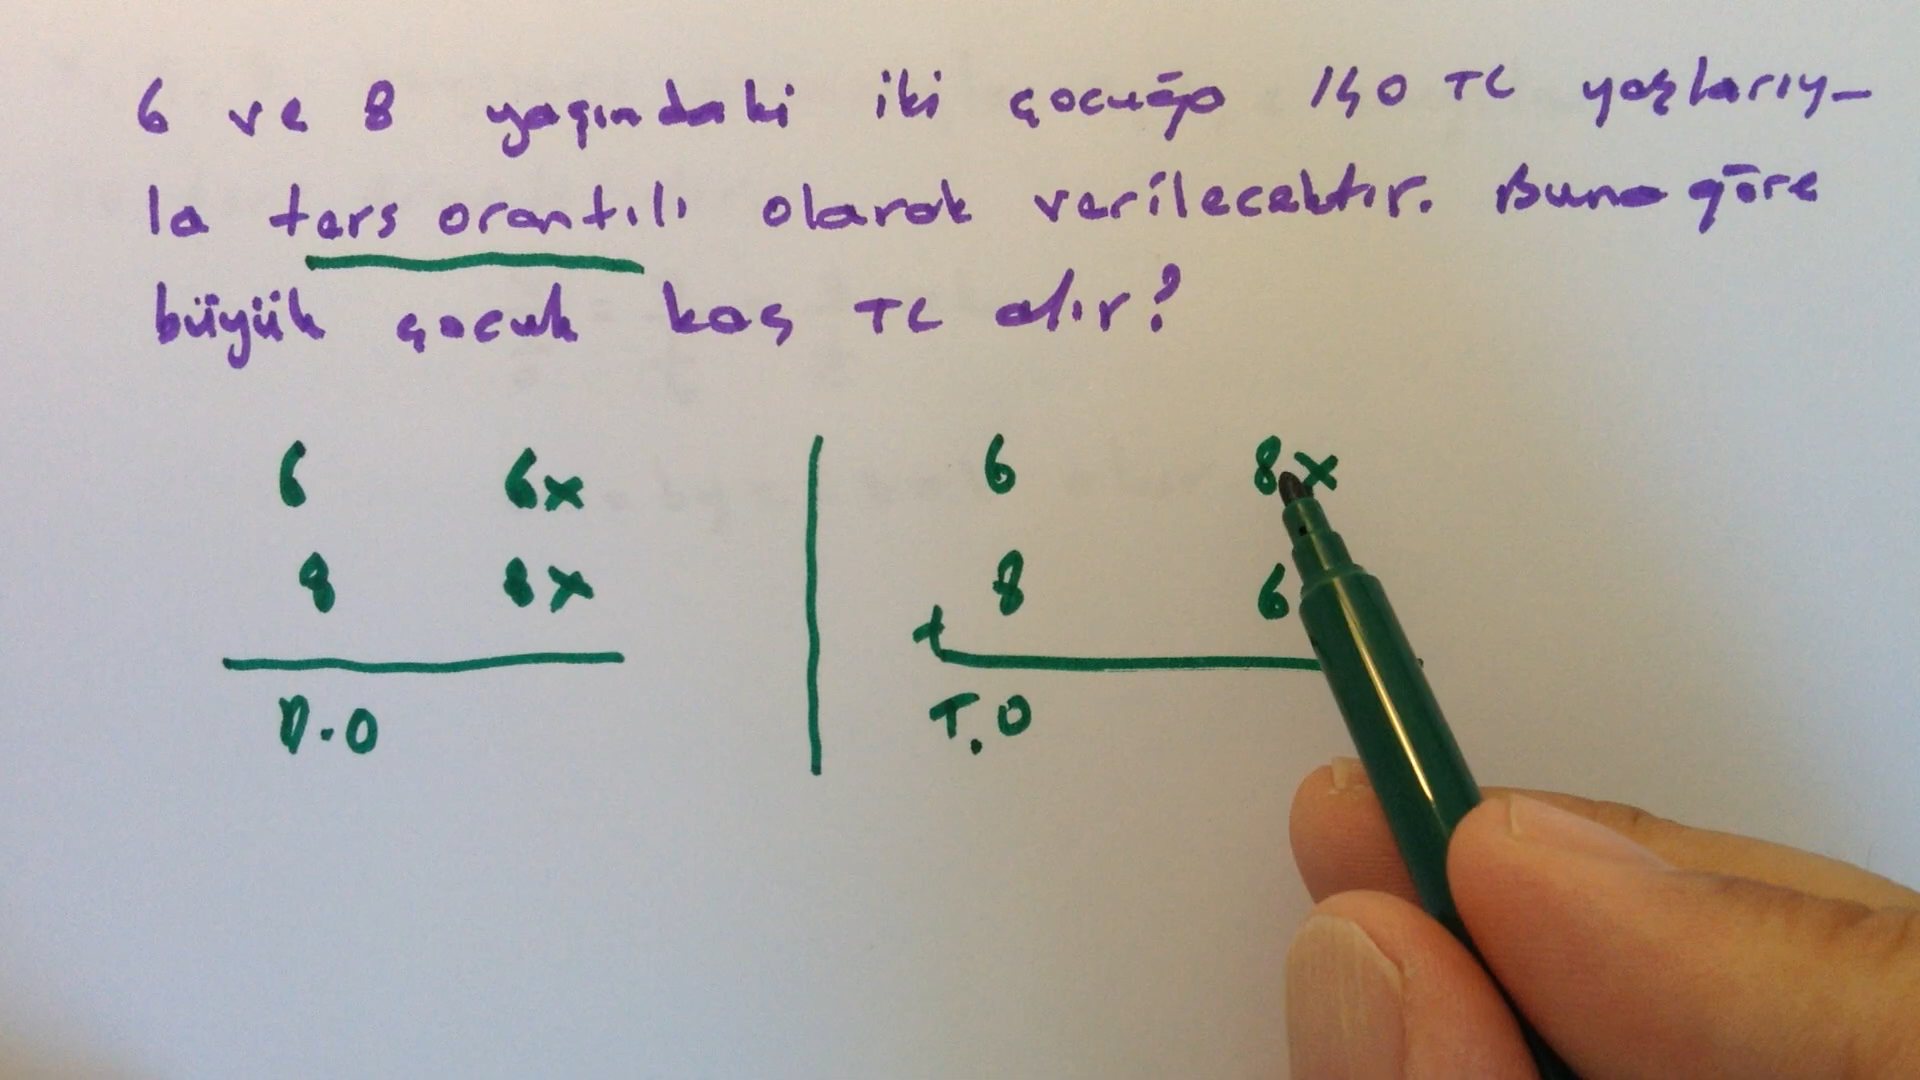 6 ve 8 yaşındaki iki çocuğa 140 TL yaşlarıy-
la ters orantılı olarak verilecektir. Buna göre
büyük çocuk kaç TL alır?
6 6x
8 8x
D.O
6 8x
8 6
+
T.O